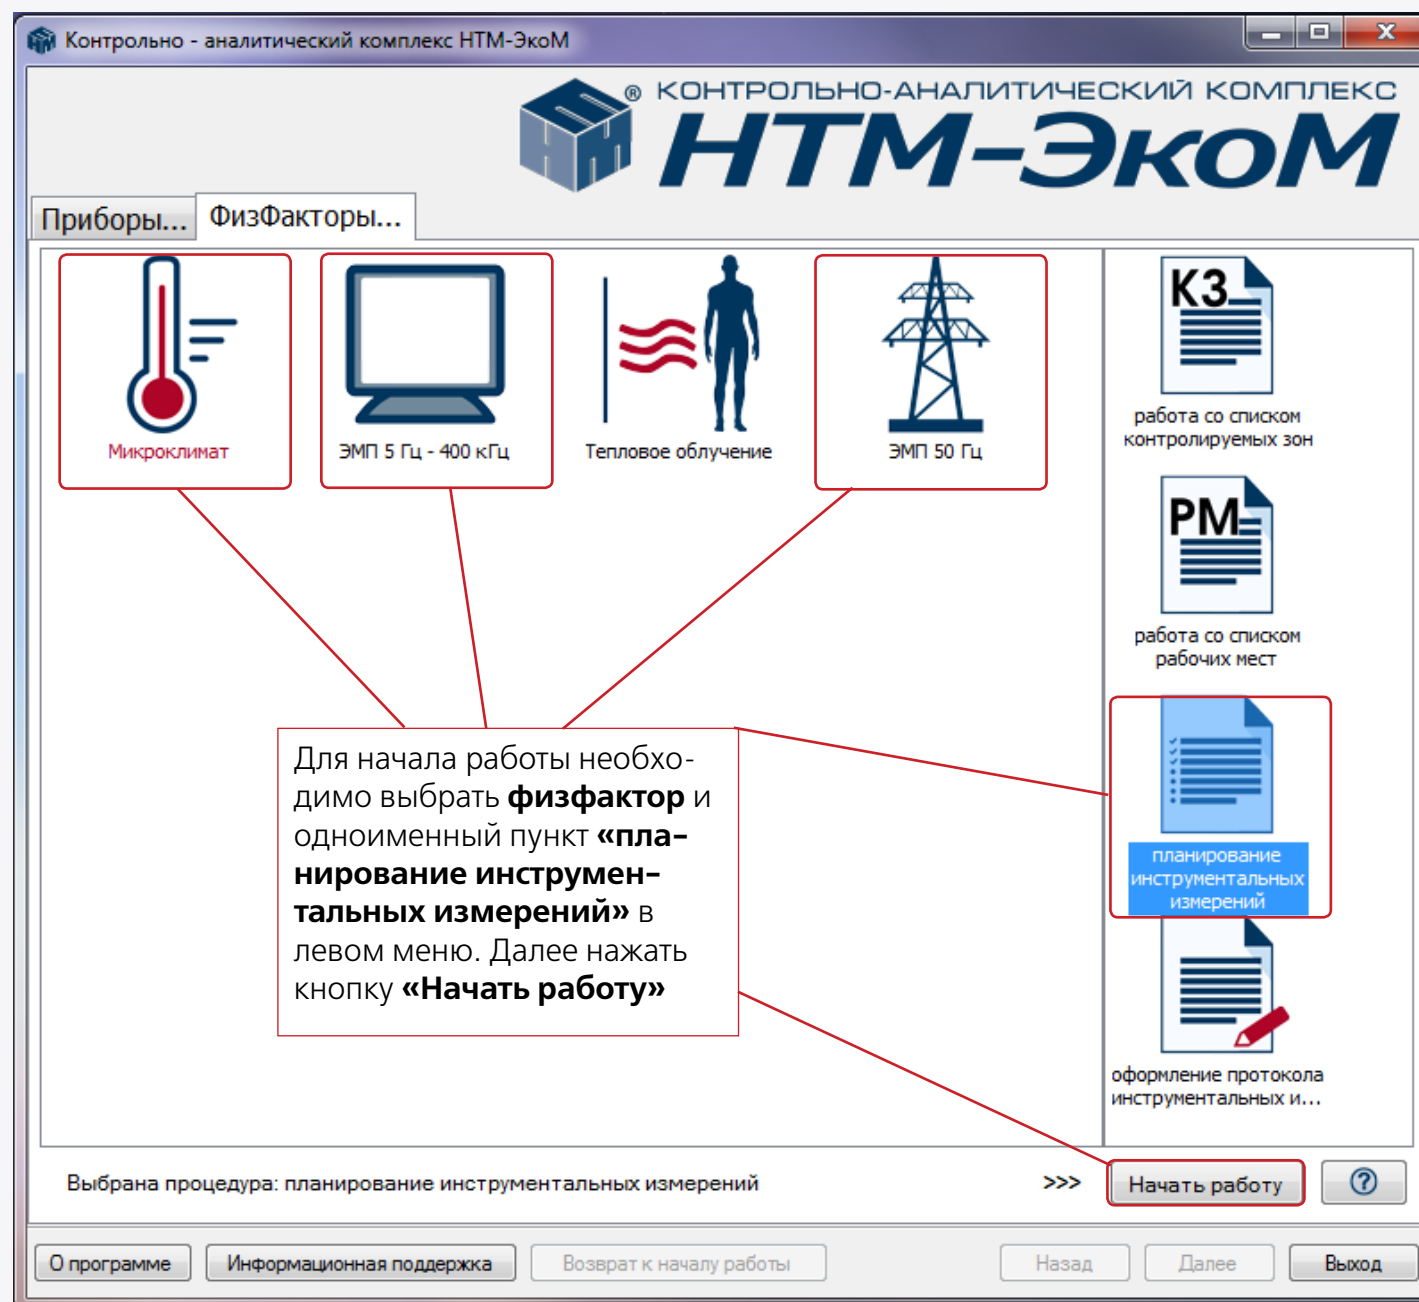 Контрольно - аналитический комплекс НТМ-ЭкоМ
® КОНТРОЛЬНО-АНАЛИТИЧЕСКИЙ КОМПЛЕКС
НТМ-ЭкоМ
Приборы...
ФизФакторы...
Микроклимат
ЭМП 5 Гц - 400 кГц
Тепловое облучение
ЭМП 50 Гц
КЗ
работа со списком
контролируемых зон
РМ
работа со списком
рабочих мест
планирование
инструментальных
измерений
оформление протокола
инструментальных и...
Для начала работы необхо-
димо выбрать физфактор и
одноименный пункт «пла-
нирование инструмен-
тальных измерений» в
левом меню. Далее нажать
кнопку «Начать работу»
Выбрана процедура: планирование инструментальных измерений
>>>
Начать работу
?
О программе
Информационная поддержка
Возврат к началу работы
Назад
Далее
Выход